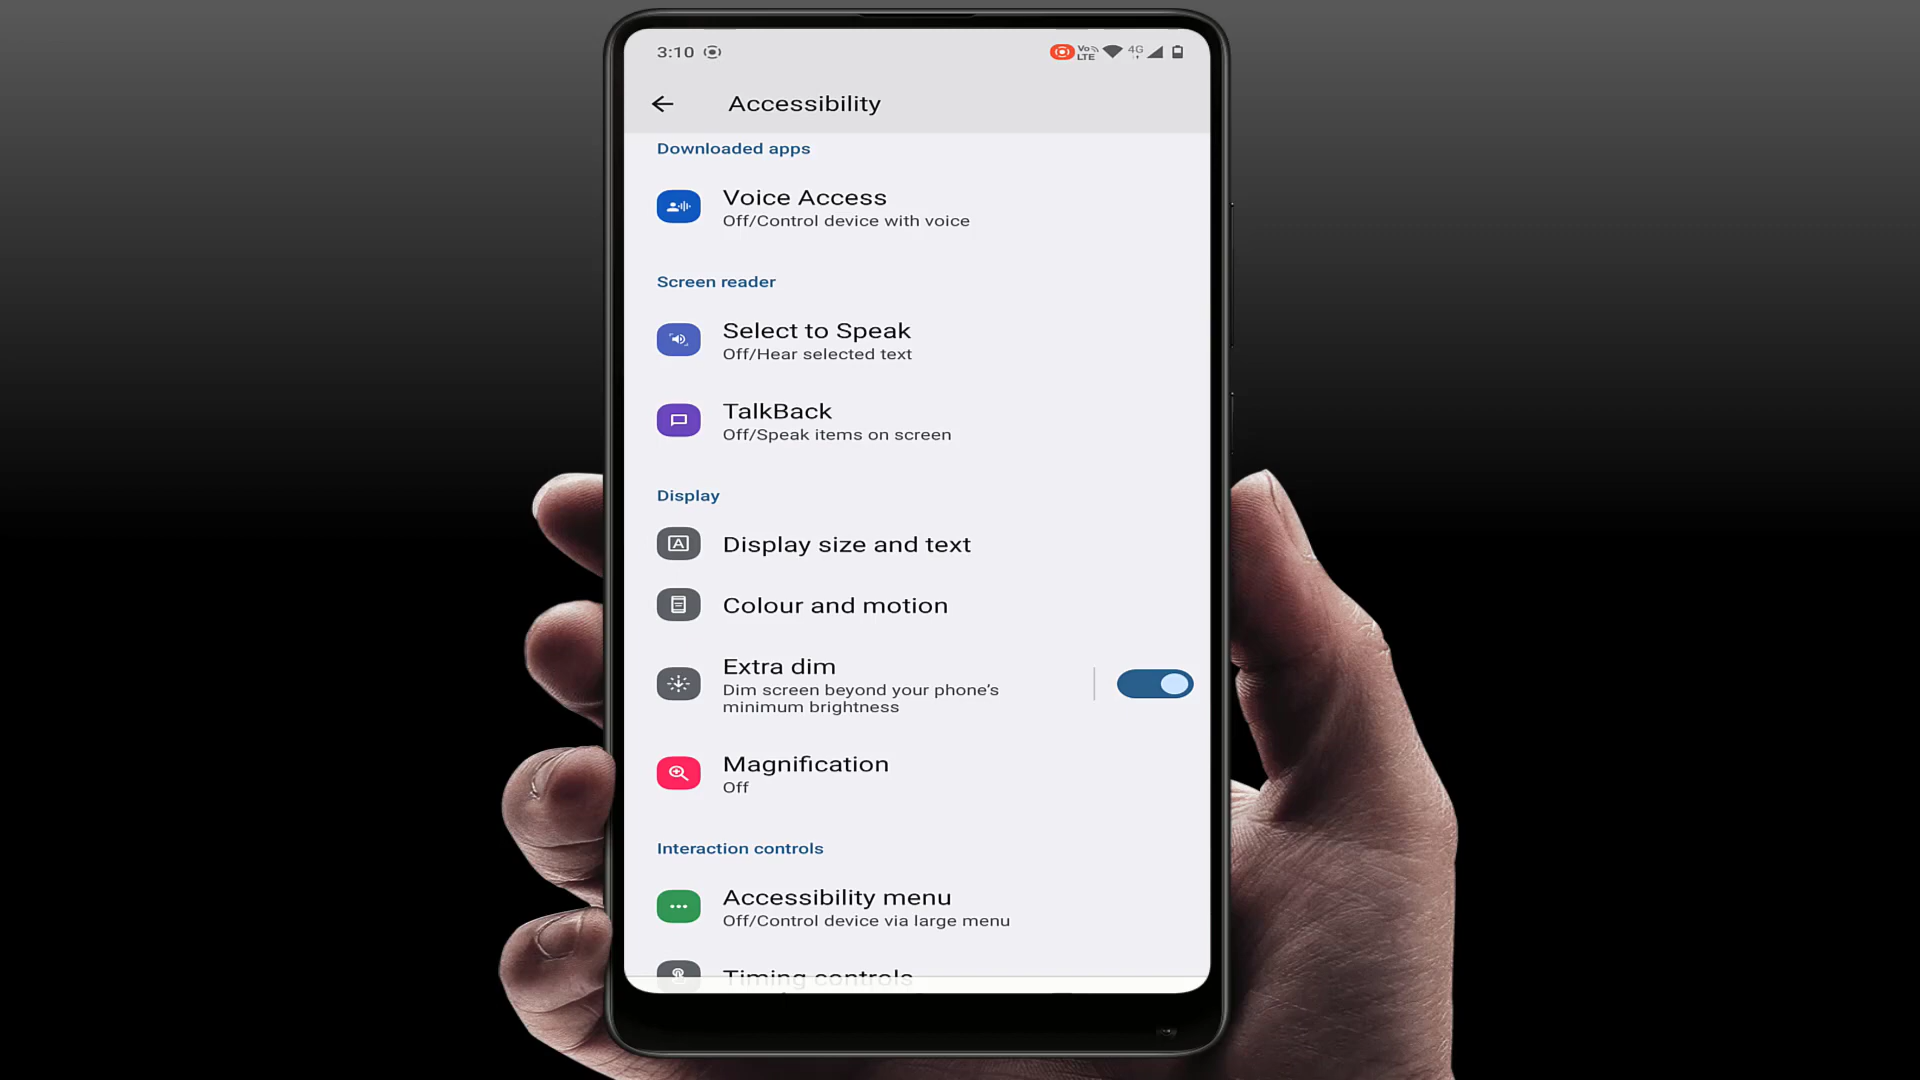 3:10
Vo
LTE
4G
Accessibility
Downloaded apps
Voice Access
Off/Control device with voice
Screen reader
Select to Speak
Off/Hear selected text
TalkBack
Off/Speak items on screen
Display
A
Display size and text
Colour and motion
Extra dim
Dim screen beyond your phone's
minimum brightness
Magnification
Off
Interaction controls
Accessibility menu
Off/Control device via large menu
Timing controls